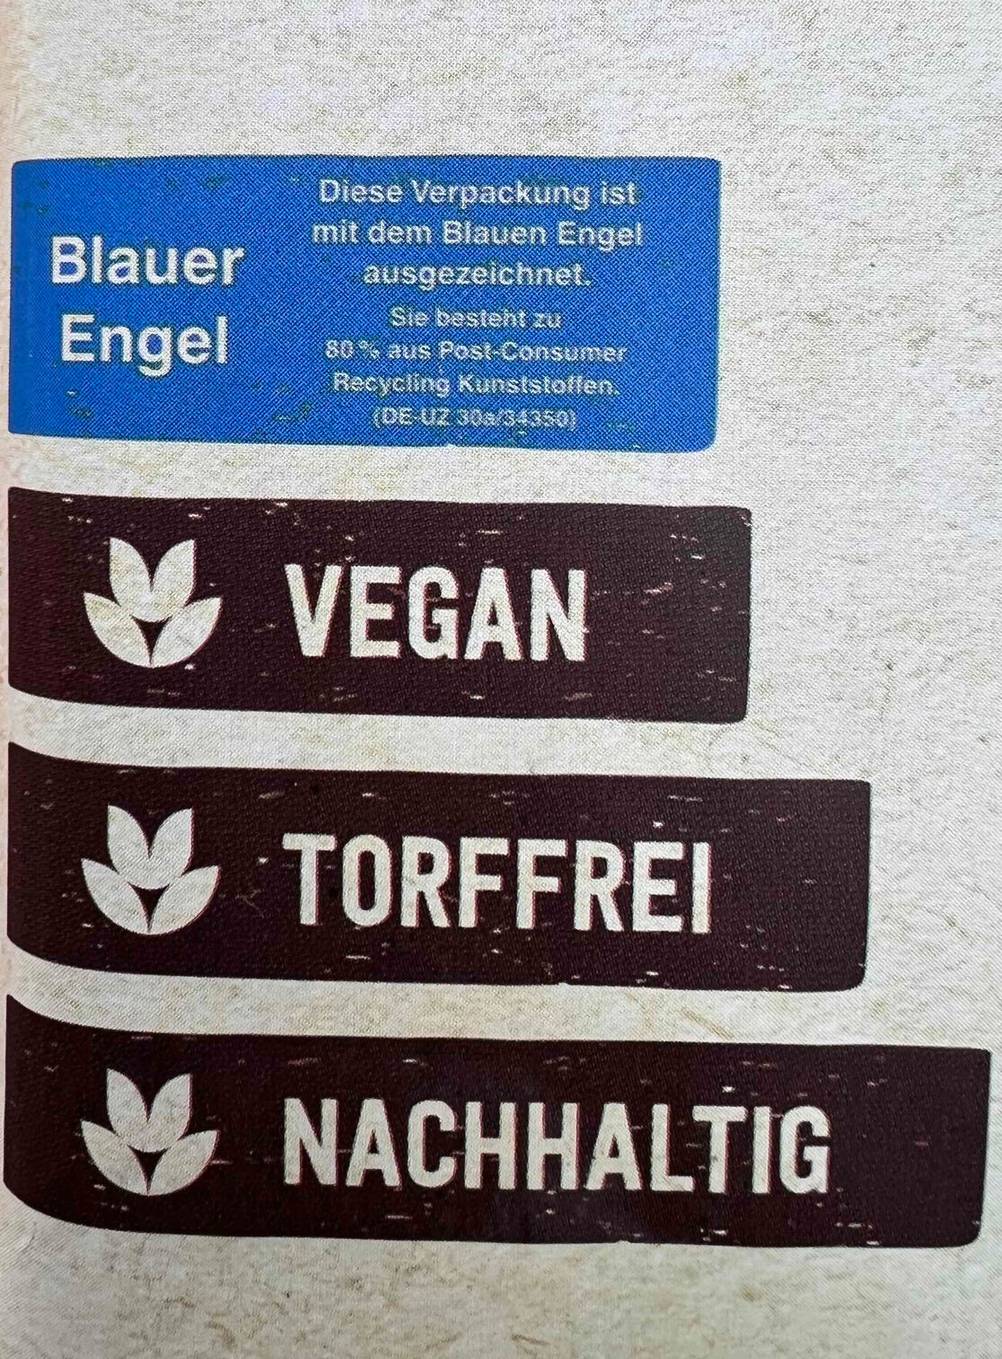 Blauer
Engel
Diese Verpackung ist
mit dem Blauen Engel
ausgezeichnet.
Sie besteht zu
80 % aus Post-Consumer
Recycling Kunststoffen.
(DE-UZ 30a/34350)
VEGAN
TORFFREI
NACHHALTIG